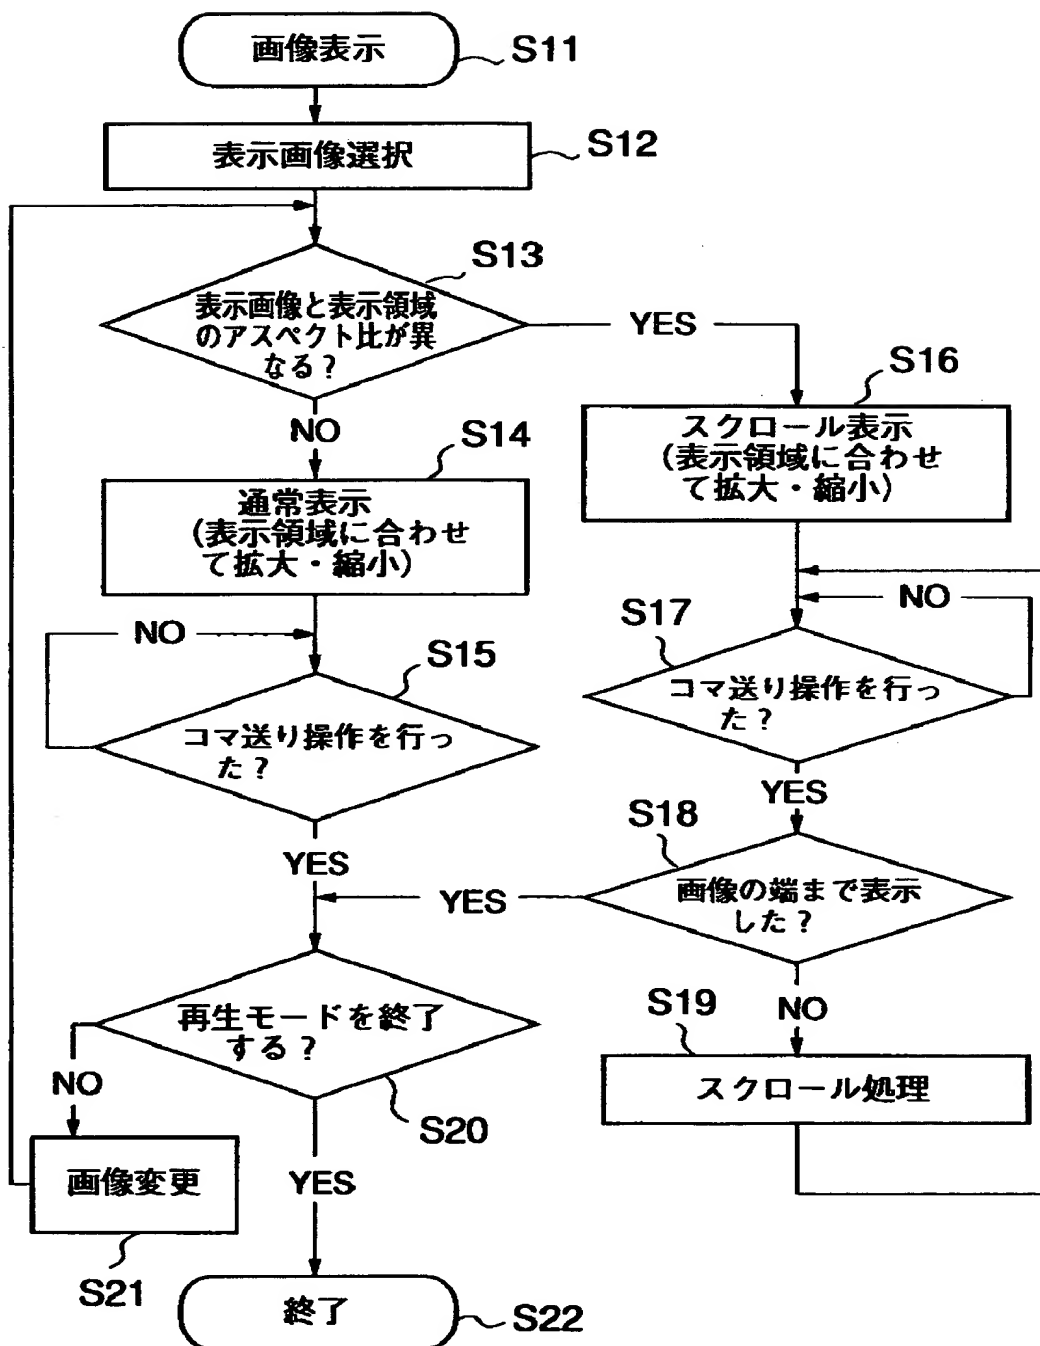 画像表示
S11
表示画像選択
S12
S13
表示画像と表示領域
のアスペクト比が異
なる？
YES
NO
S14
通常表示
(表示領域に合わせ
て拡大・縮小)
S16
スクロール表示
(表示領域に合わせ
て拡大・縮小)
NO
S15
コマ送り操作を行っ
た？
YES
NO
S17
コマ送り操作を行っ
た？
YES
S18
画像の端まで表示
した？
YES
NO
S19
スクロール処理
再生モードを終了
する？
S20
NO
画像変更
S21
YES
終了
S22